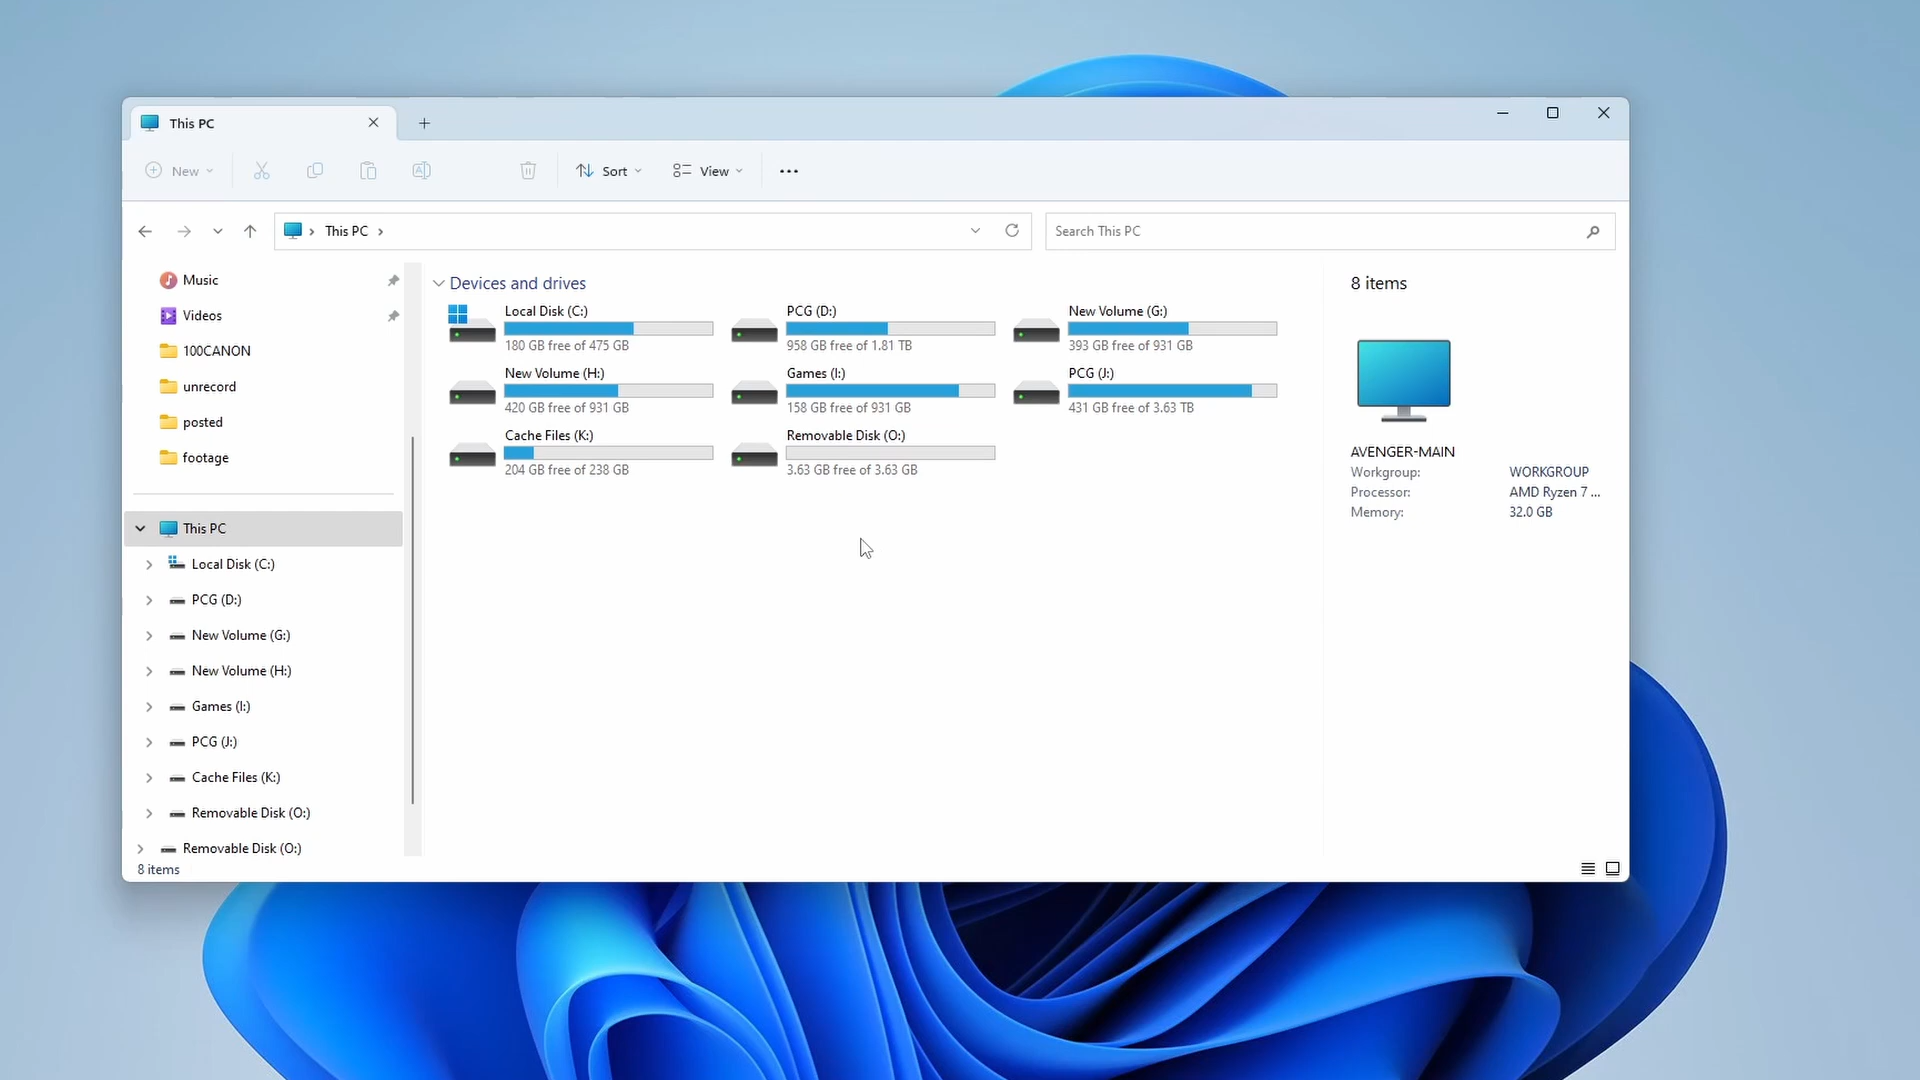 This PC
New
Sort
View
This PC
Search This PC
Music
Videos
100CANON
unrecord
posted
footage
This PC
Local Disk (C:)
PCG (D:)
New Volume (G:)
New Volume (H:)
Games (I:)
PCG (J:)
Cache Files (K:)
Removable Disk (O:)
Removable Disk (O:)
8 items
Devices and drives
Local Disk (C:)
180 GB free of 475 GB
PCG (D:)
958 GB free of 1.81 TB
New Volume (G:)
393 GB free of 931 GB
New Volume (H:)
420 GB free of 931 GB
Games (I:)
158 GB free of 931 GB
PCG (J:)
431 GB free of 3.63 TB
Cache Files (K:)
204 GB free of 238 GB
Removable Disk (O:)
3.63 GB free of 3.63 GB
8 items
AVENGER-MAIN
Workgroup: WORKGROUP
Processor: AMD Ryzen 7 ...
Memory: 32.0 GB